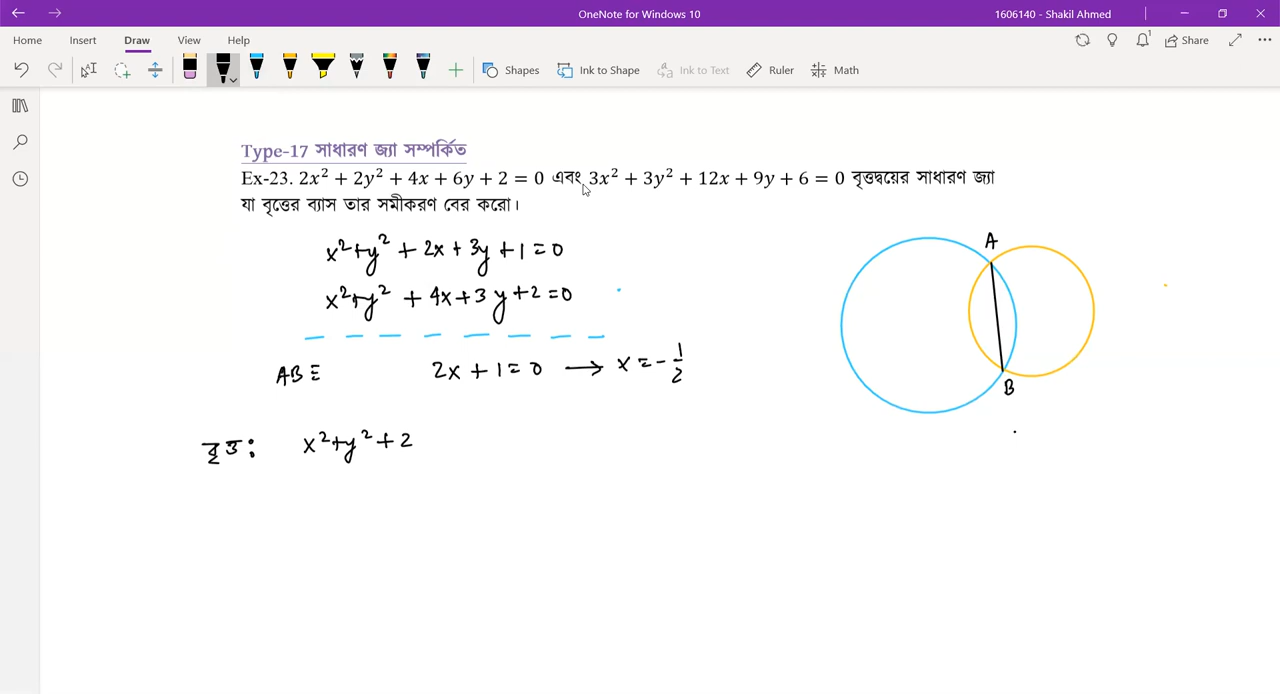 OneNote for Windows 10
1606140 - Shakil Ahmed
Home Insert Draw View Help
Share
Shapes Ink to Shape Ink to Text Ruler Math
Type-17 সাধারণ জ্যা সম্পর্কিত
Ex-23. 2x² + 2y² + 4x + 6y + 2 = 0 এবং 3x² + 3y² + 12x + 9y + 6 = 0 বৃত্তদ্বয়ের সাধারণ জ্যা
যা বৃত্তের ব্যাস তার সমীকরণ বের করো।
x²+y² + 2x + 3y + 1 = 0
x²+y² + 4x + 3y + 2 = 0
AB ≡ 2x + 1 = 0 → x = -1/2
বৃত্ত: x²+y²+2
A
B